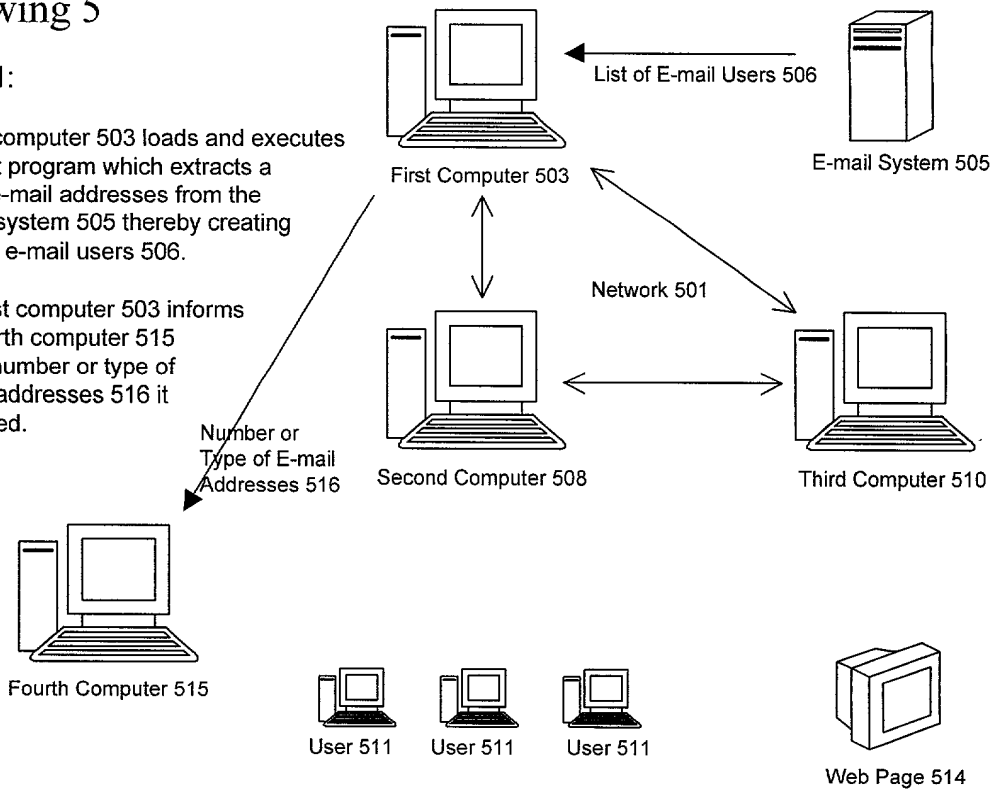 wing 5
1:
computer 503 loads and executes
t program which extracts a
e-mail addresses from the
system 505 thereby creating
e-mail users 506.
st computer 503 informs
rth computer 515
number or type of
addresses 516 it
ed.
List of E-mail Users 506
E-mail System 505
First Computer 503
Network 501
Number or
Type of E-mail
Addresses 516
Second Computer 508
Third Computer 510
Fourth Computer 515
User 511
User 511
User 511
Web Page 514